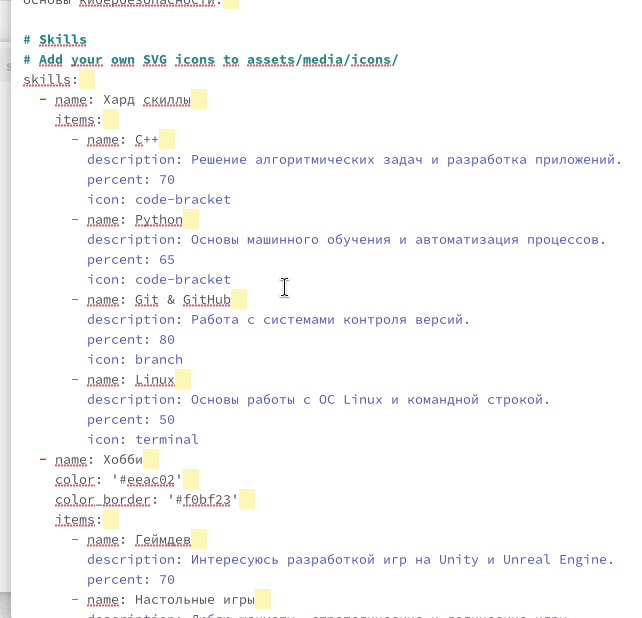 основы кибербезопасности.
# Skills
# Add your own SVG icons to assets/media/icons/
skills:
- name: Хард скиллы
items:
- name: C++
description: Решение алгоритмических задач и разработка приложений.
percent: 70
icon: code-bracket
- name: Python
description: Основы машинного обучения и автоматизация процессов.
percent: 65
icon: code-bracket
- name: Git & GitHub
description: Работа с системами контроля версий.
percent: 80
icon: branch
- name: Linux
description: Основы работы с ОС Linux и командной строкой.
percent: 50
icon: terminal
- name: Хобби
color: '#eeac02'
color_border: '#f0bf23'
items:
- name: Геймдев
description: Интересуюсь разработкой игр на Unity и Unreal Engine.
percent: 70
- name: Настольные игры